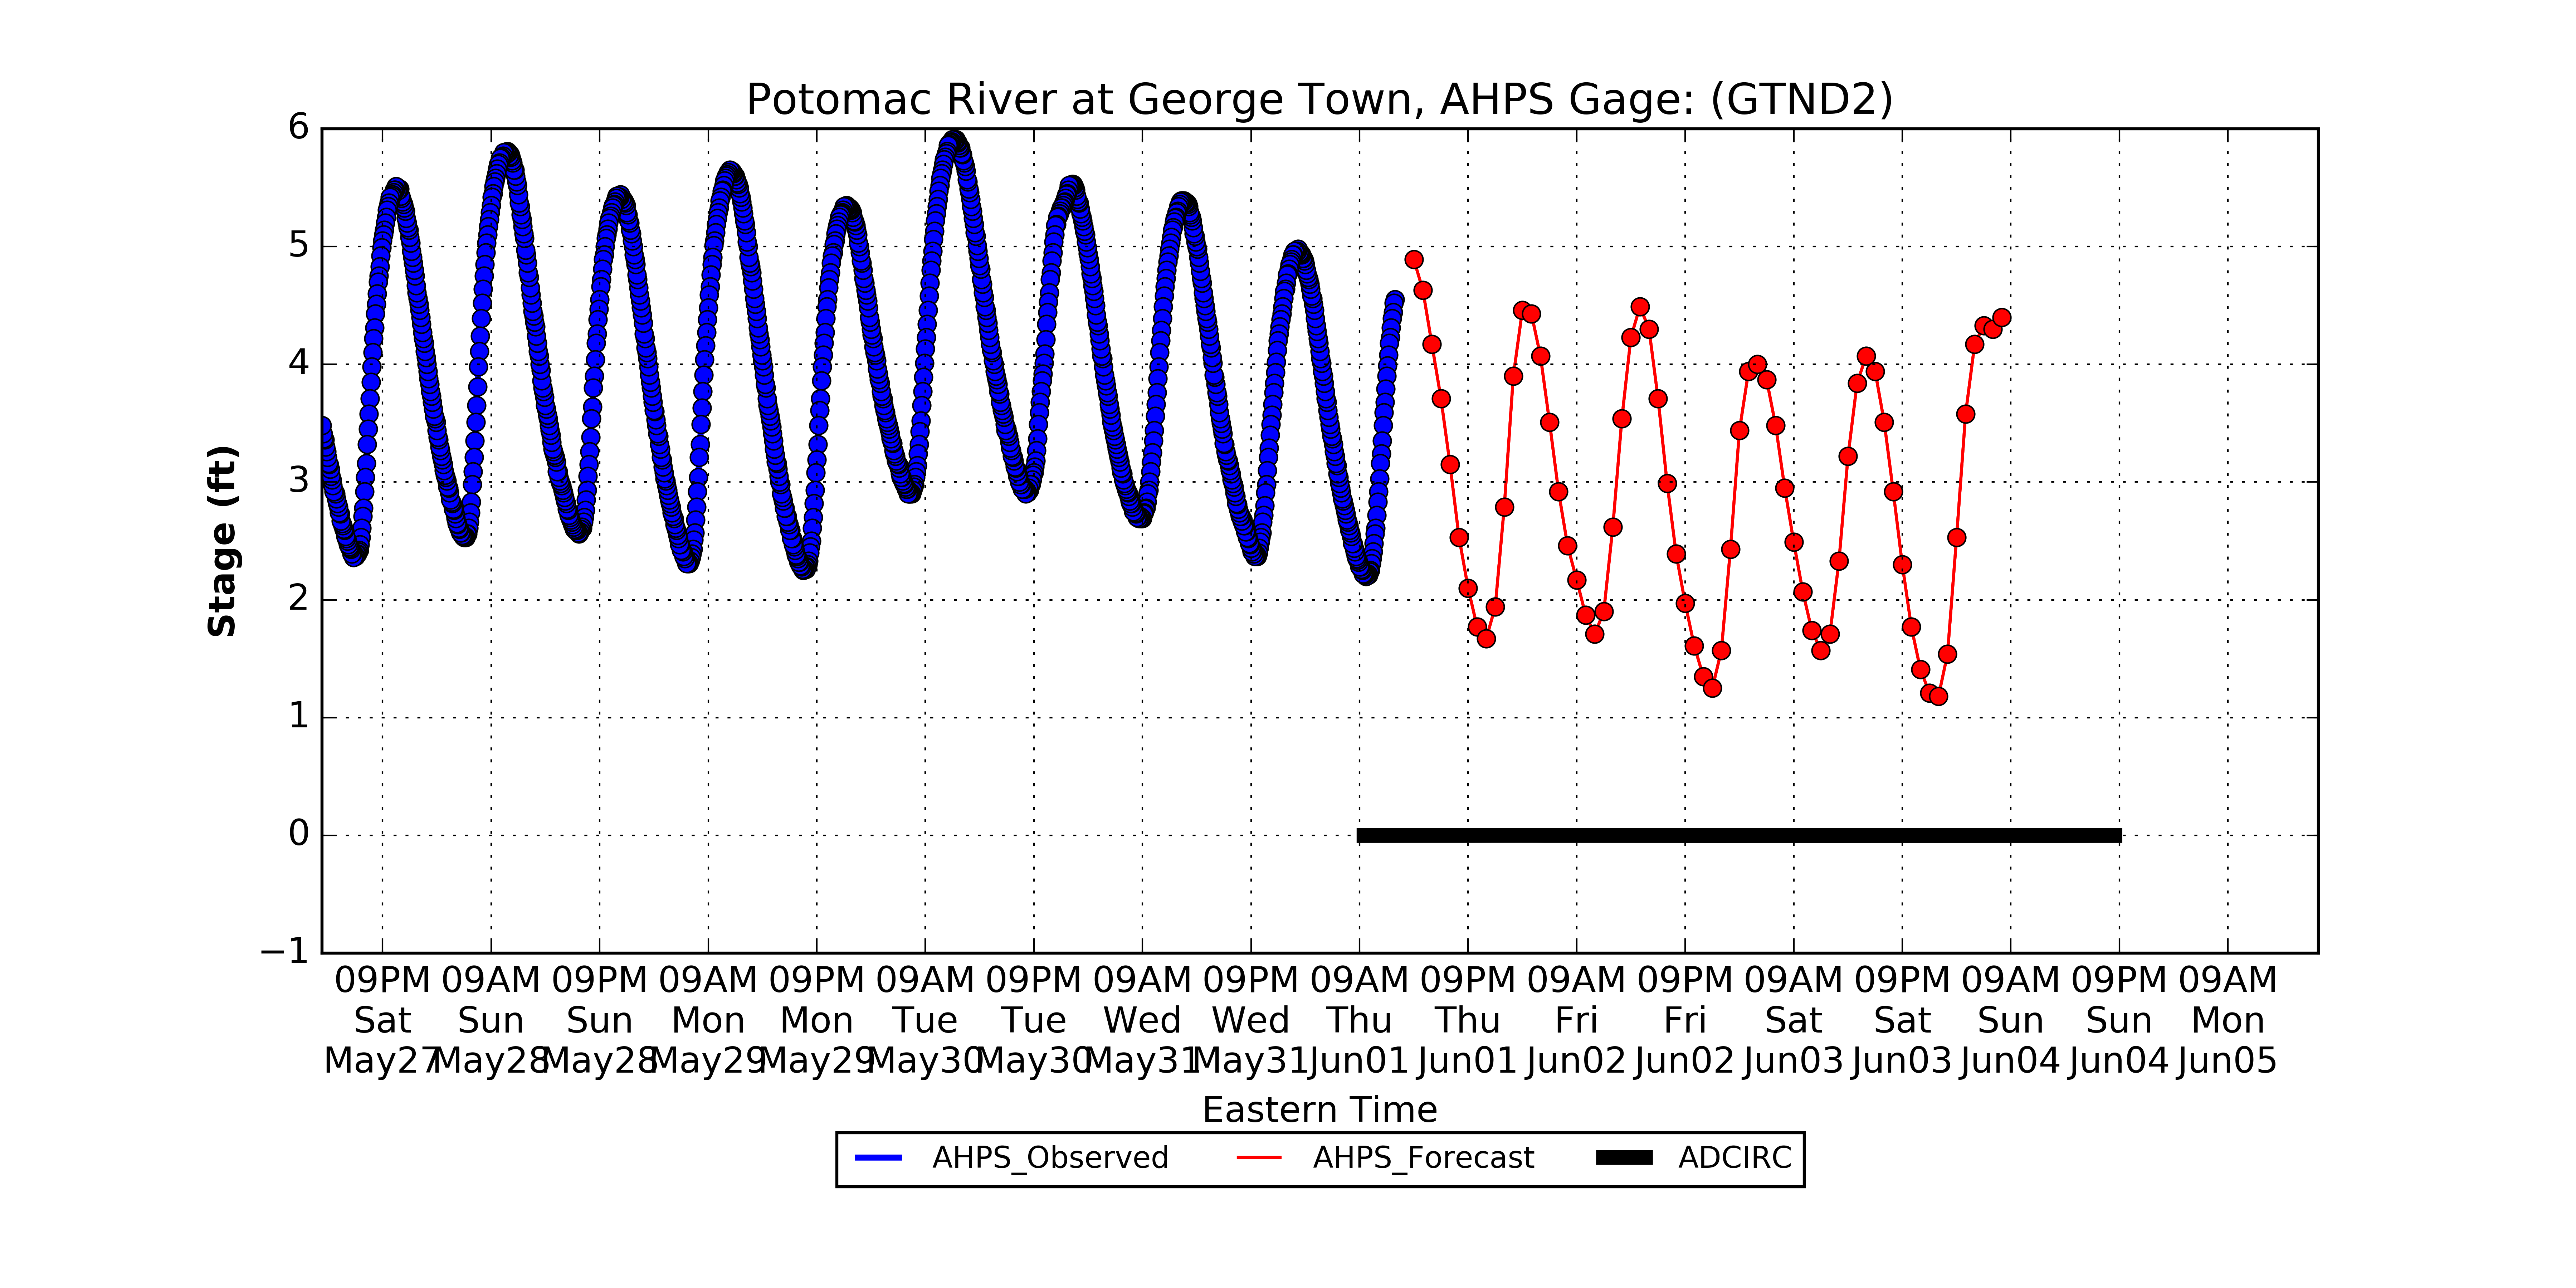 Potomac River at George Town, AHPS Gage: (GTND2)
6
5
4
3
2
1
0
−1
Stage (ft)
09PM 09AM 09PM 09AM 09PM 09AM 09PM 09AM 09PM 09AM 09PM 09AM 09PM 09AM 09PM 09AM 09PM 09AM
Sat Sun Sun Mon Mon Tue Tue Wed Wed Thu Thu Fri Fri Sat Sat Sun Sun Mon
May27 May28 May28 May29 May29 May30 May30 May31 May31 Jun01 Jun01 Jun02 Jun02 Jun03 Jun03 Jun04 Jun04 Jun05
Eastern Time
AHPS_Observed AHPS_Forecast ADCIRC